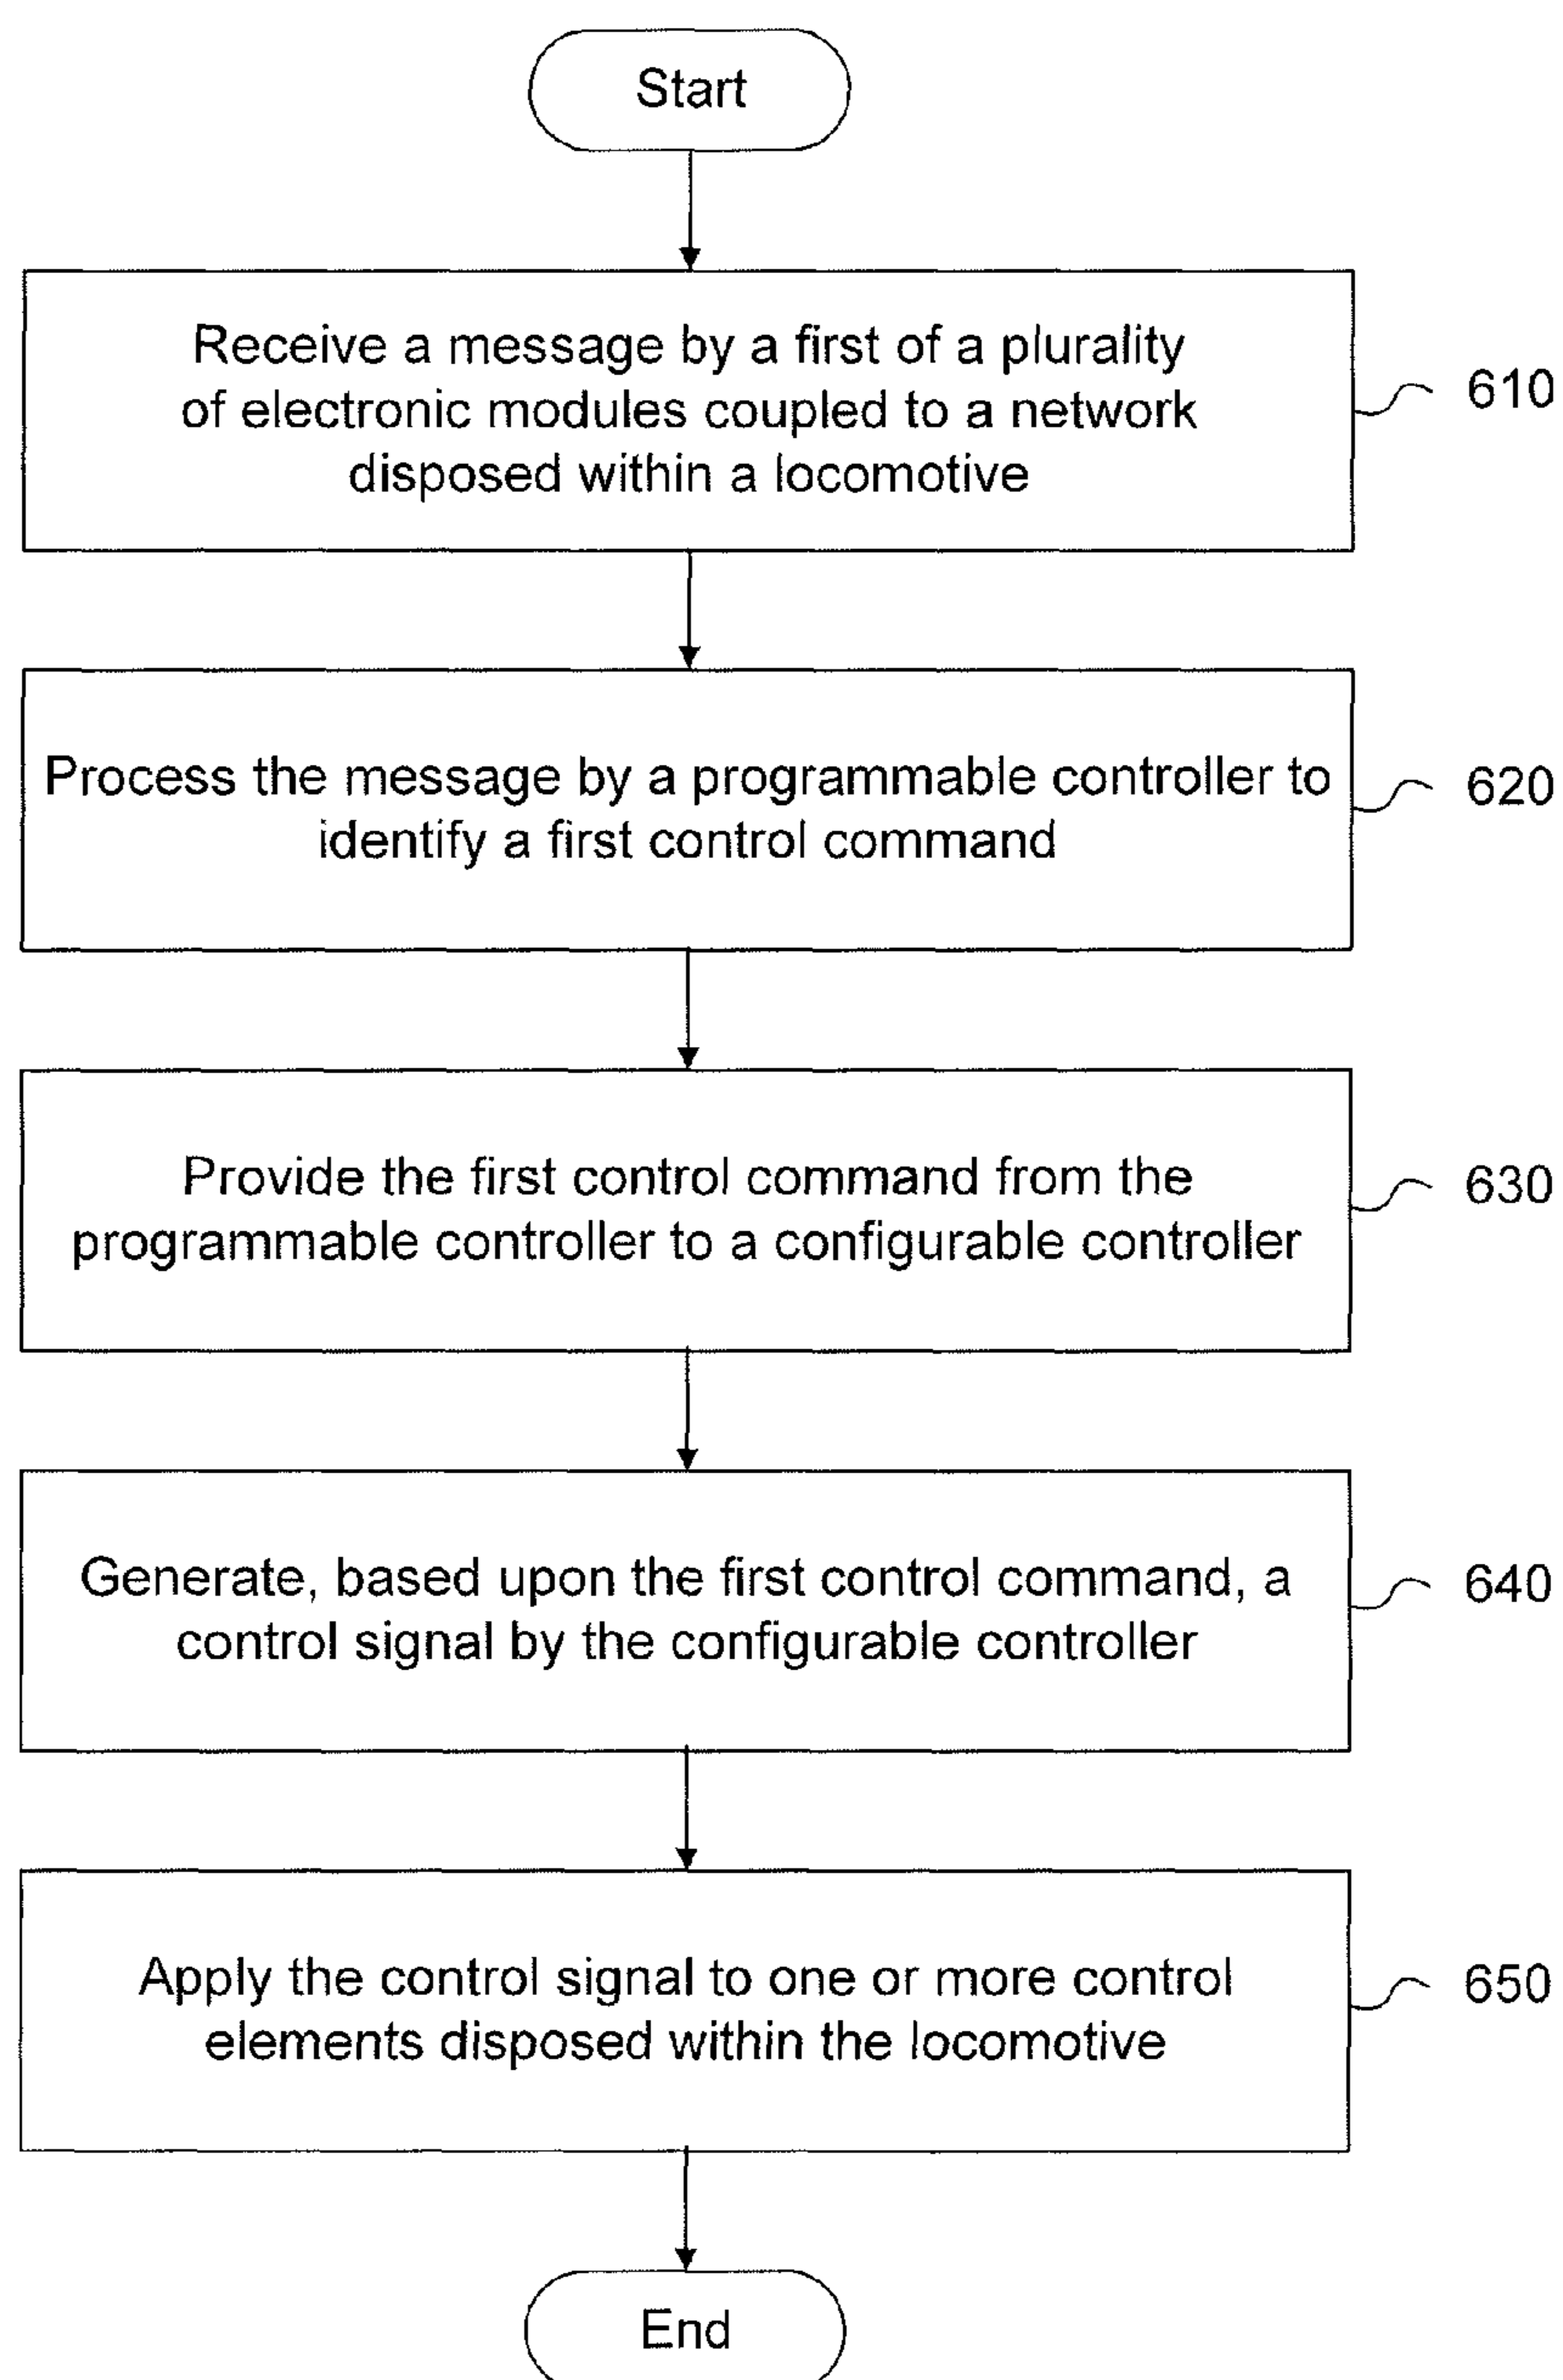 Start
Receive a message by a first of a plurality
of electronic modules coupled to a network
disposed within a locomotive
610
Process the message by a programmable controller to
identify a first control command
620
Provide the first control command from the
programmable controller to a configurable controller
630
Generate, based upon the first control command, a
control signal by the configurable controller
640
Apply the control signal to one or more control
elements disposed within the locomotive
650
End